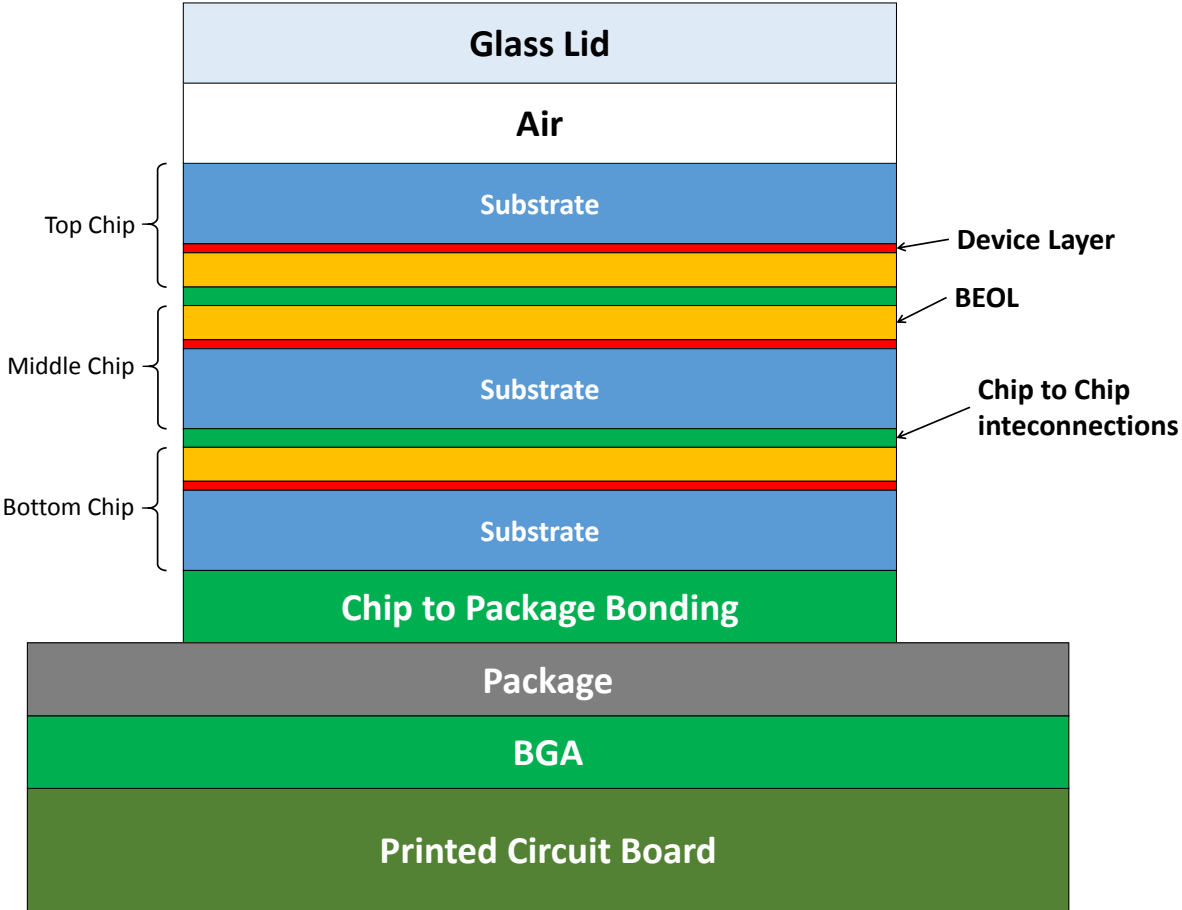 Glass Lid
Air
Substrate
Top Chip
Device Layer
BEOL
Middle Chip
Substrate
Chip to Chip
inteconnections
Bottom Chip
Substrate
Chip to Package Bonding
Package
BGA
Printed Circuit Board